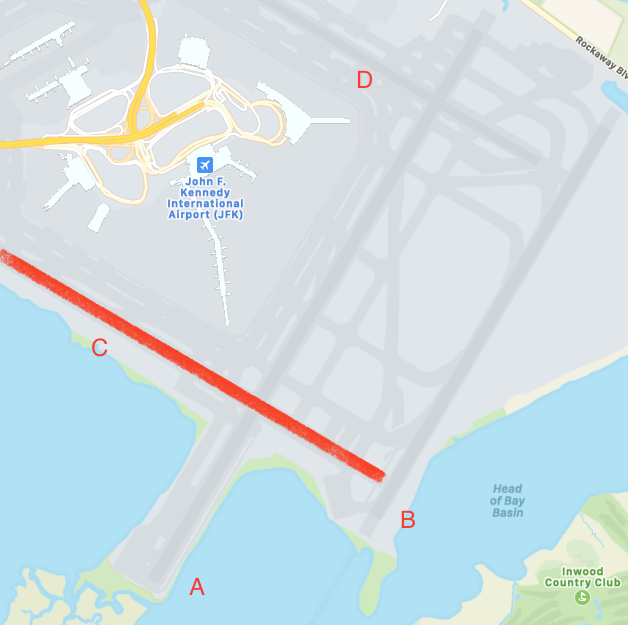 Rockaway Blv
D
John F.
Kennedy
International
Airport (JFK)
C
Head
of Bay
Basin
B
Inwood
Country Club
A